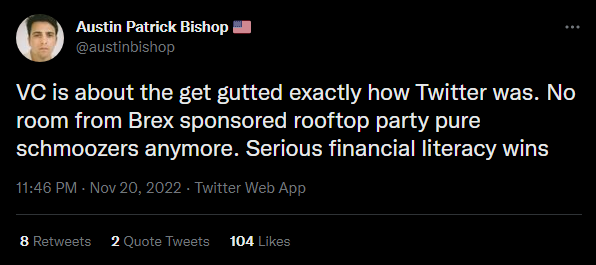 Austin Patrick Bishop 🇺🇸
@austinbishop
VC is about the get gutted exactly how Twitter was. No
room from Brex sponsored rooftop party pure
schmoozers anymore. Serious financial literacy wins
11:46 PM · Nov 20, 2022 · Twitter Web App
8 Retweets 2 Quote Tweets 104 Likes